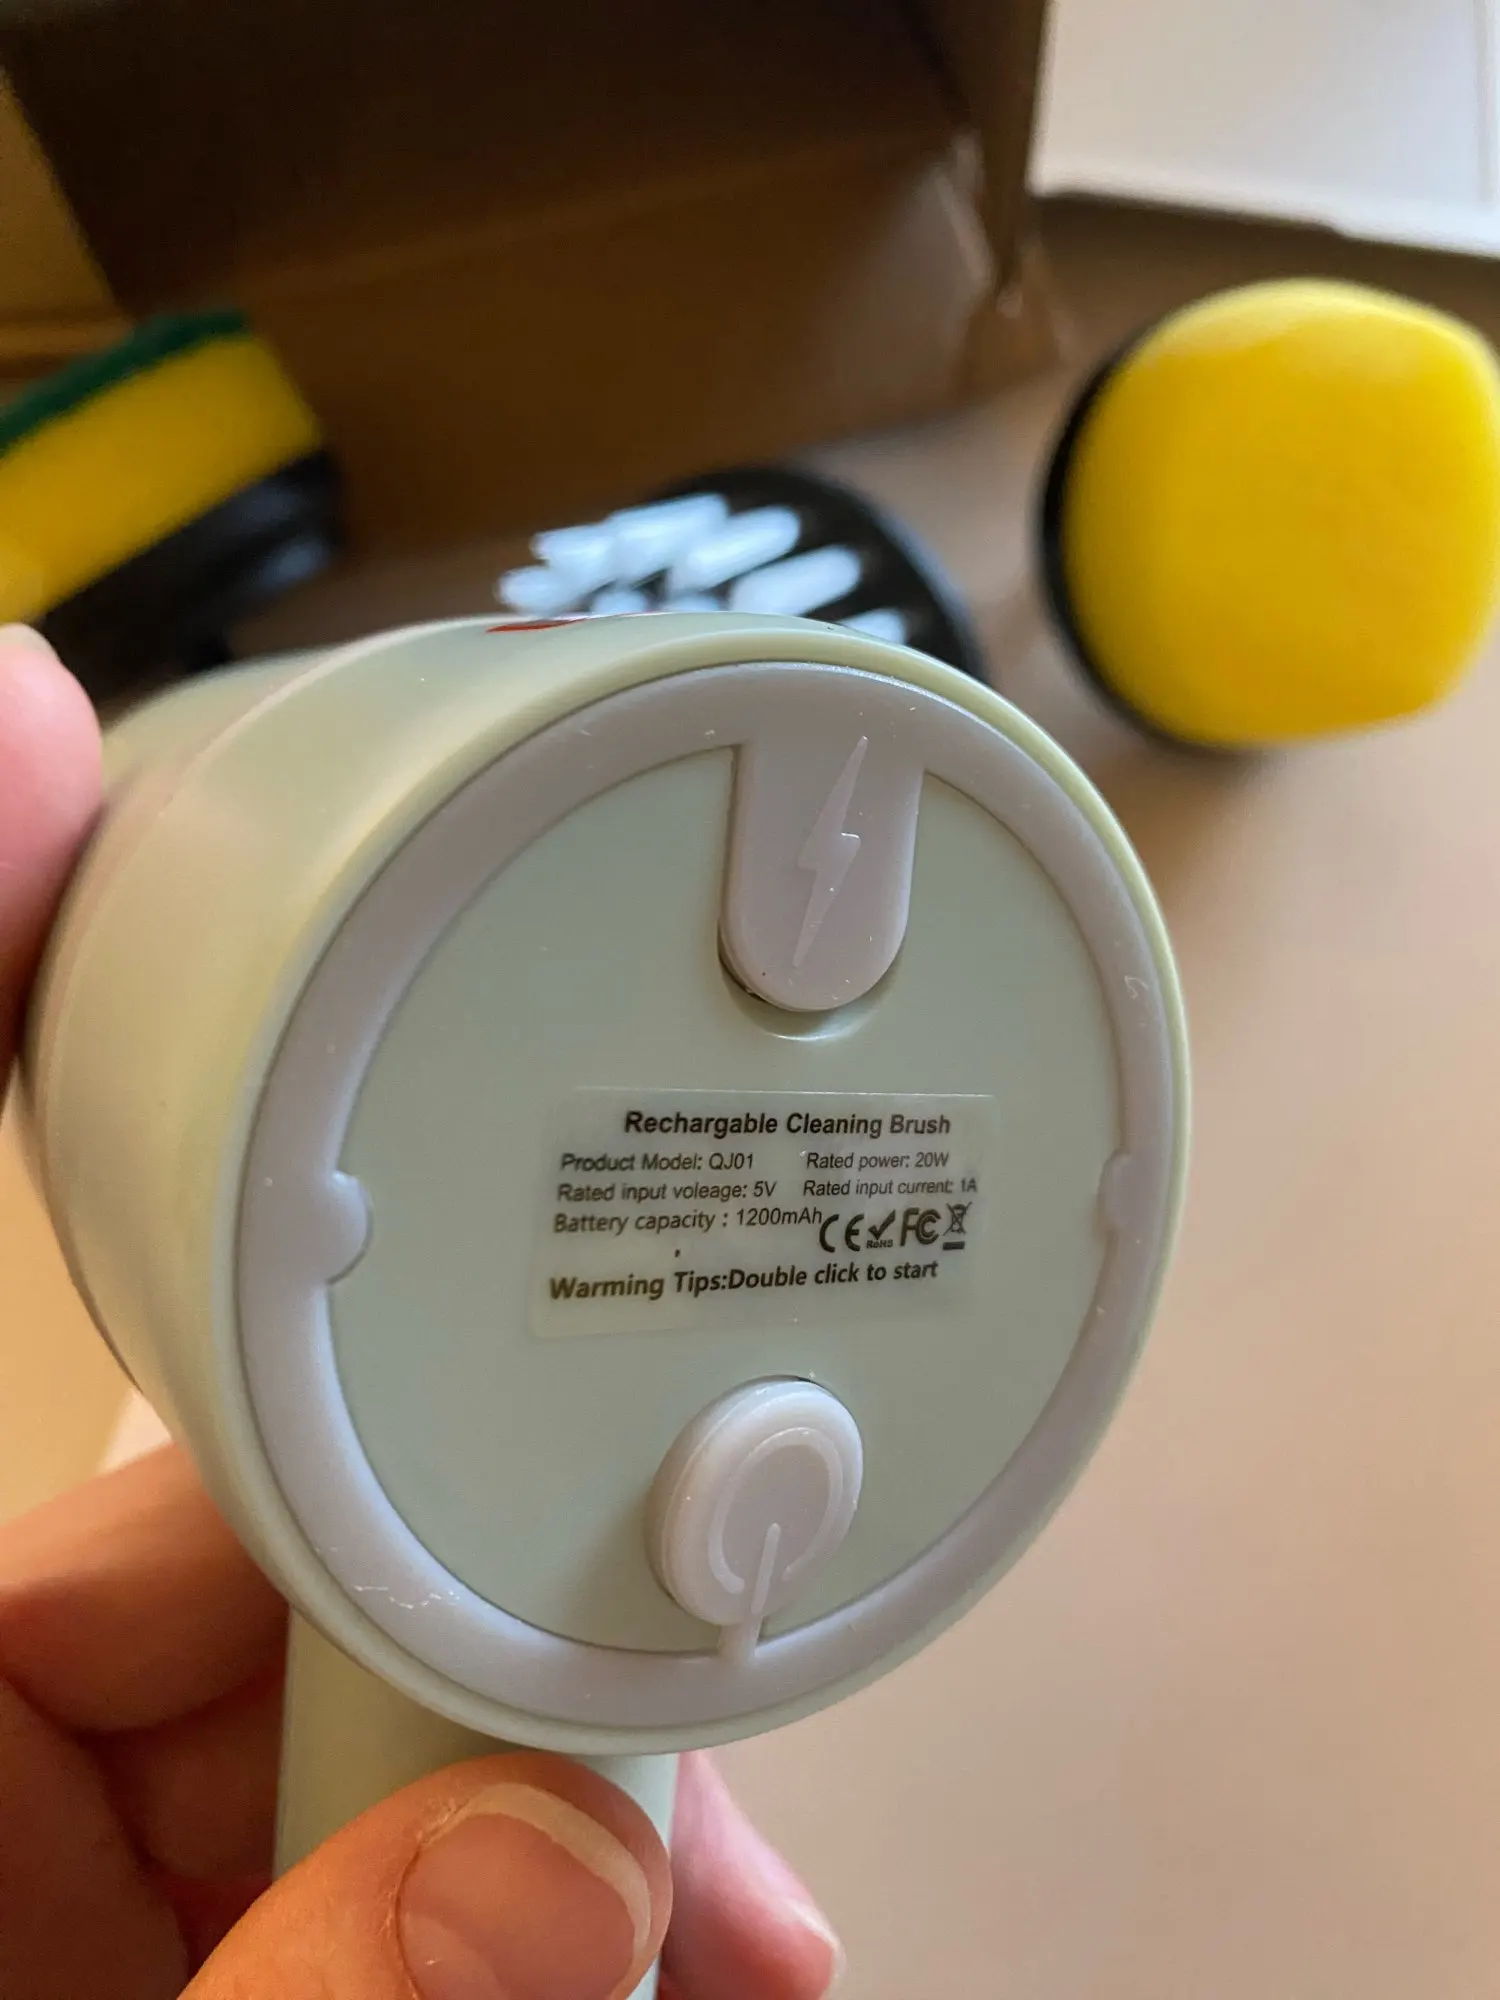 Rechargable Cleaning Brush
Product Model: QJ01 Rated power: 20W
Rated input voleage: 5V Rated input current: 1A
Battery capacity : 1200mAh
CE RoHS FC
Warming Tips:Double click to start